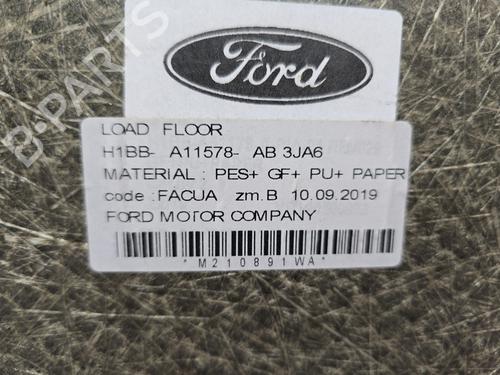 B-PARTS
Ford
LOAD FLOOR
H1BB- A11578- AB 3JA6
MATERIAL : PES+ GF+ PU+ PAPER
code : FACUA zm.B 10.09.2019
FORD MOTOR COMPANY
*M210891WA*